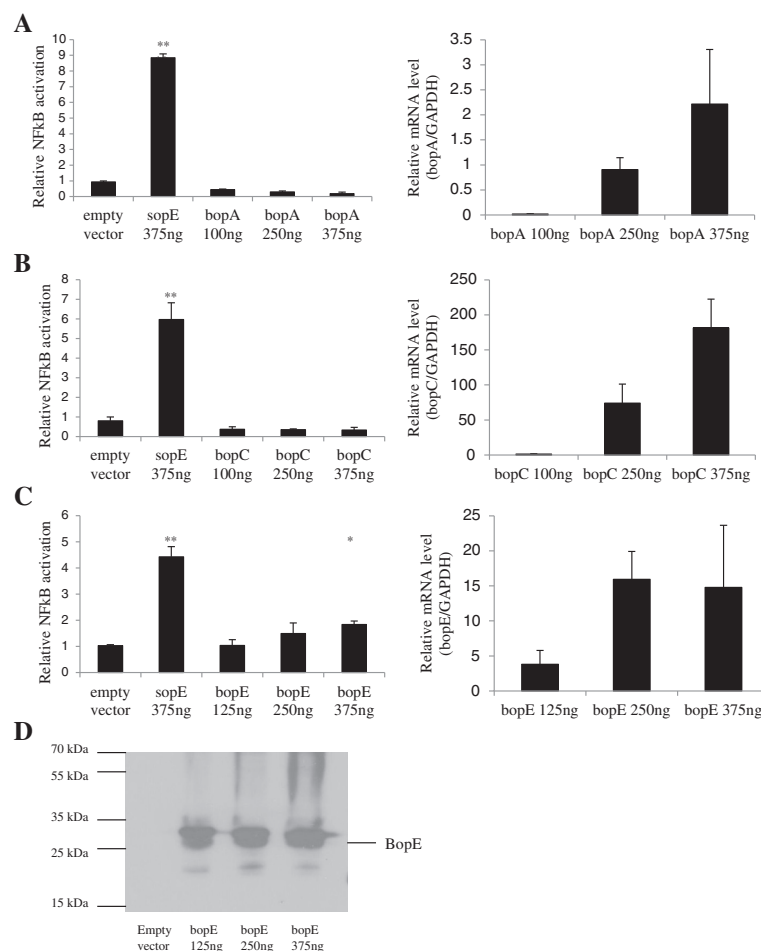 A
Relative NFkB activation
10
9
8
7
6
5
4
3
2
1
0
**
empty vector
sopE 375ng
bopA 100ng
bopA 250ng
bopA 375ng
Relative mRNA level
(bopA/GAPDH)
3.5
3
2.5
2
1.5
1
0.5
0
bopA 100ng bopA 250ng bopA 375ng
B
Relative NFkB activation
8
7
6
5
4
3
2
1
0
**
empty vector
sopE 375ng
bopC 100ng
bopC 250ng
bopC 375ng
Relative mRNA level
(bopC/GAPDH)
250
200
150
100
50
0
bopC 100ng bopC 250ng bopC 375ng
C
Relative NFkB activation
6
5
4
3
2
1
0
**
*
empty vector
sopE 375ng
bopE 125ng
bopE 250ng
bopE 375ng
Relative mRNA level
(bopE/GAPDH)
25
20
15
10
5
0
bopE 125ng bopE 250ng bopE 375ng
D
70 kDa
55 kDa
35 kDa
25 kDa
15 kDa
BopE
Empty vector
bopE 125ng
bopE 250ng
bopE 375ng